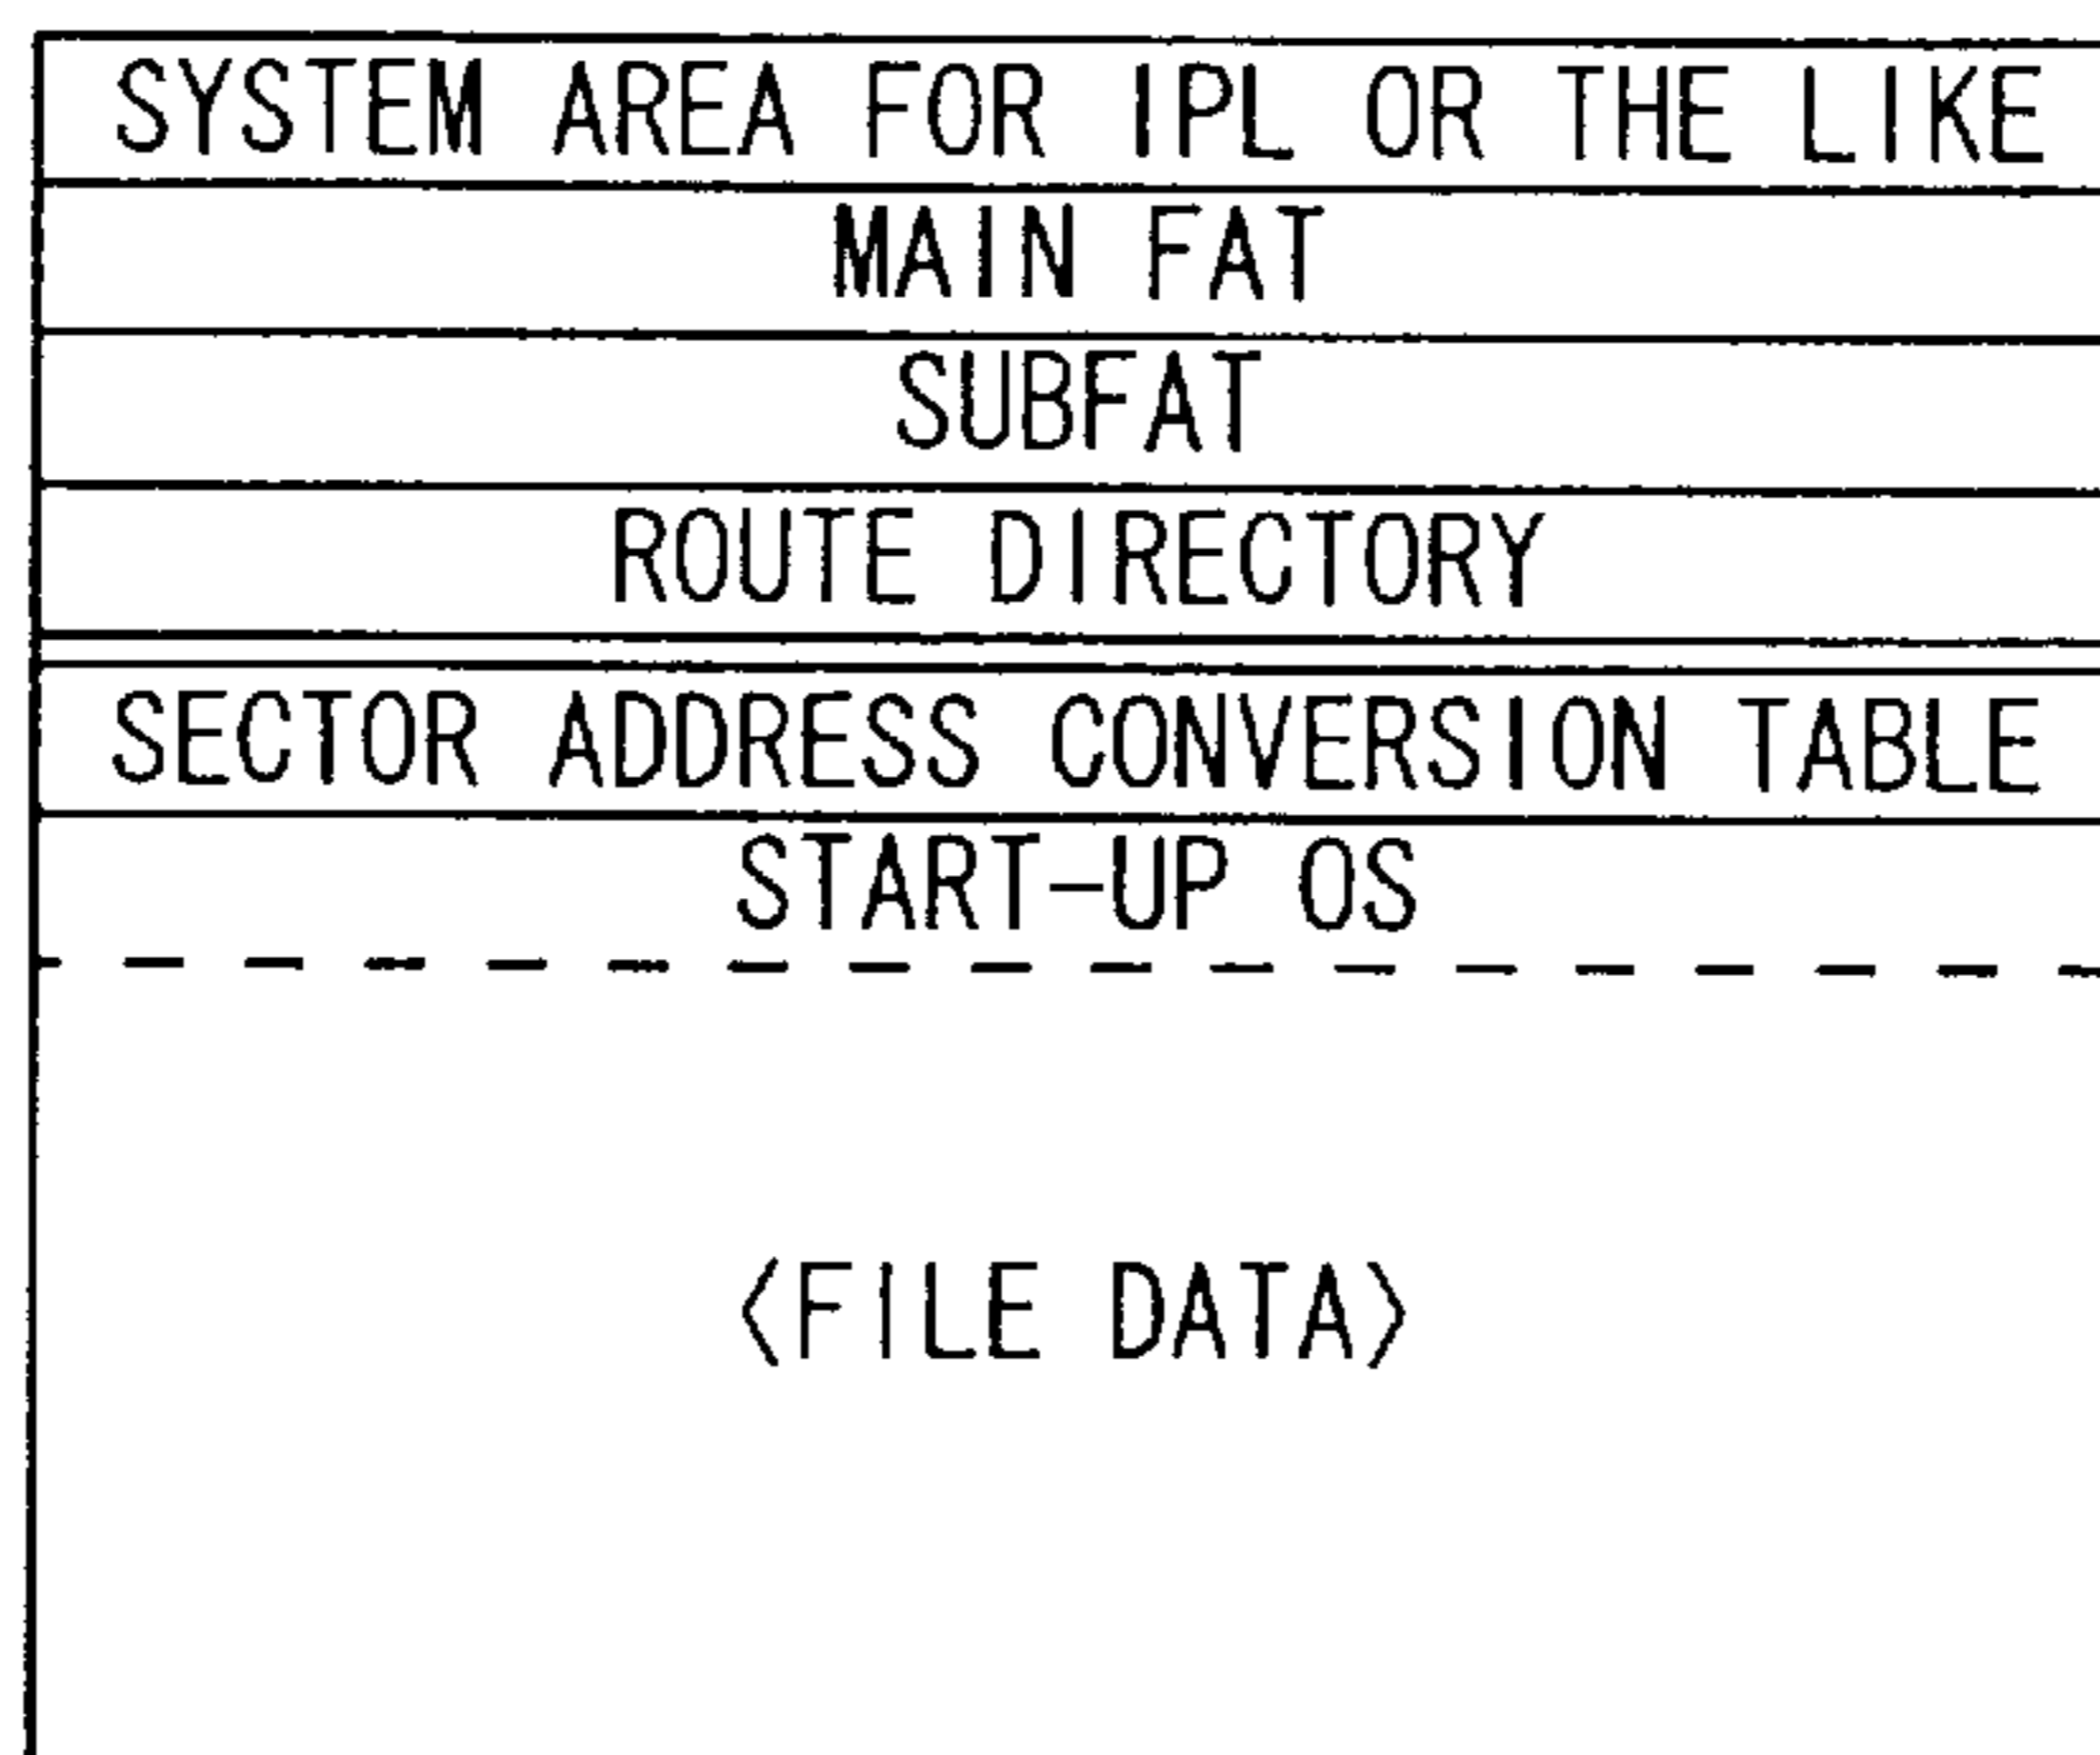 SYSTEM AREA FOR IPL OR THE LIKE
MAIN FAT
SUBFAT
ROUTE DIRECTORY
SECTOR ADDRESS CONVERSION TABLE
START-UP OS
〈FILE DATA〉